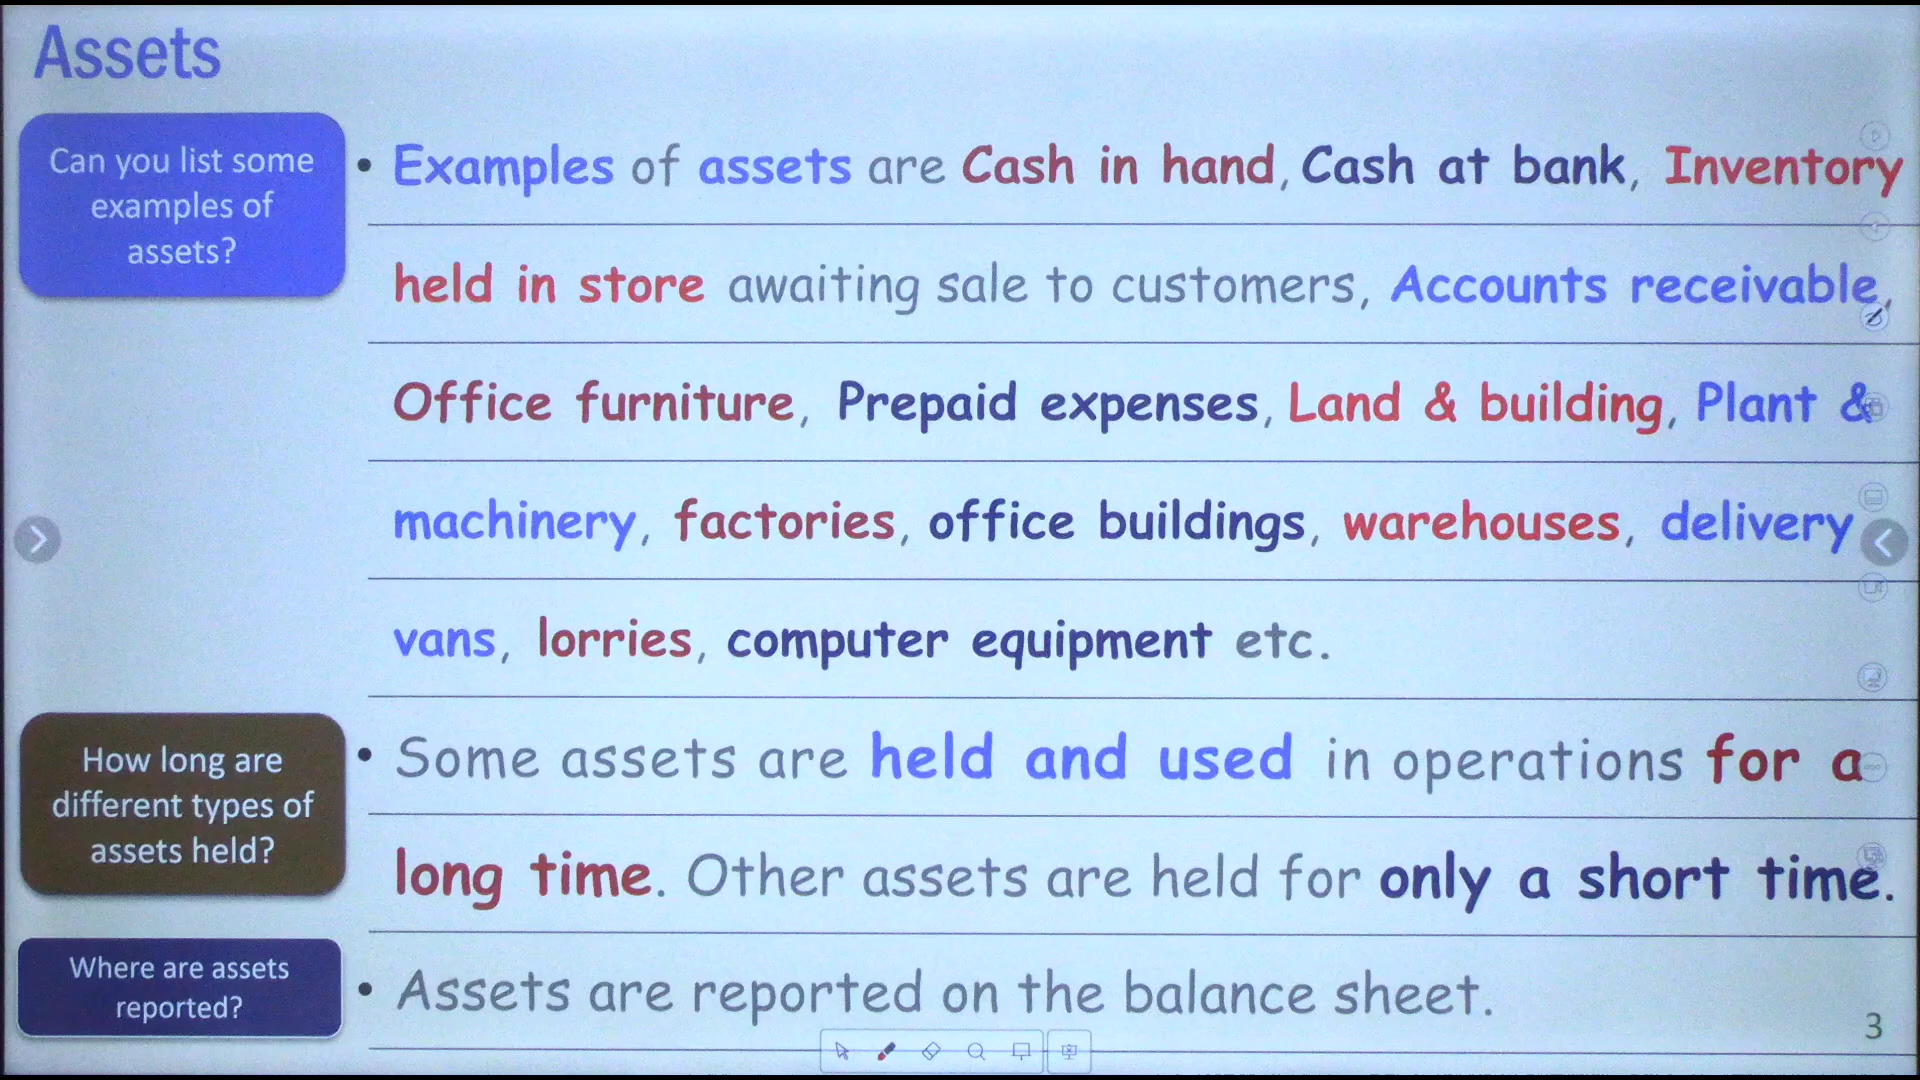 Assets
Can you list some
examples of
assets?
• Examples of assets are Cash in hand, Cash at bank, Inventory
held in store awaiting sale to customers, Accounts receivable,
Office furniture, Prepaid expenses, Land & building, Plant &
machinery, factories, office buildings, warehouses, delivery
vans, lorries, computer equipment etc.
How long are
different types of
assets held?
• Some assets are held and used in operations for a
long time. Other assets are held for only a short time.
Where are assets
reported?
• Assets are reported on the balance sheet.
3